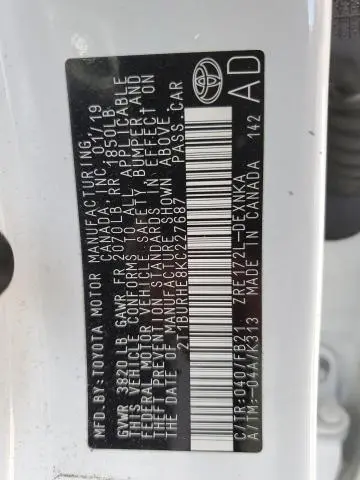 MFD.BY:TOYOTA MOTOR MANUFACTURING,
CANADA, INC. 01/19
GVWR 3820LB GAWR FR 2070LB, RR 1850LB
THIS VEHICLE CONFORMS TO ALL APPLICABLE
FEDERAL MOTOR VEHICLE SAFETY, BUMPER AND
THEFT PREVENTION STANDARDS IN EFFECT ON
THE DATE OF MANUFACTURE SHOWN ABOVE.
2T1BURHE8KC227687 PASS.CAR
AD
C/TR:040/FB21 ZRE172L-DEXNKA
A/TM:-04A/K313 MADE IN CANADA 142